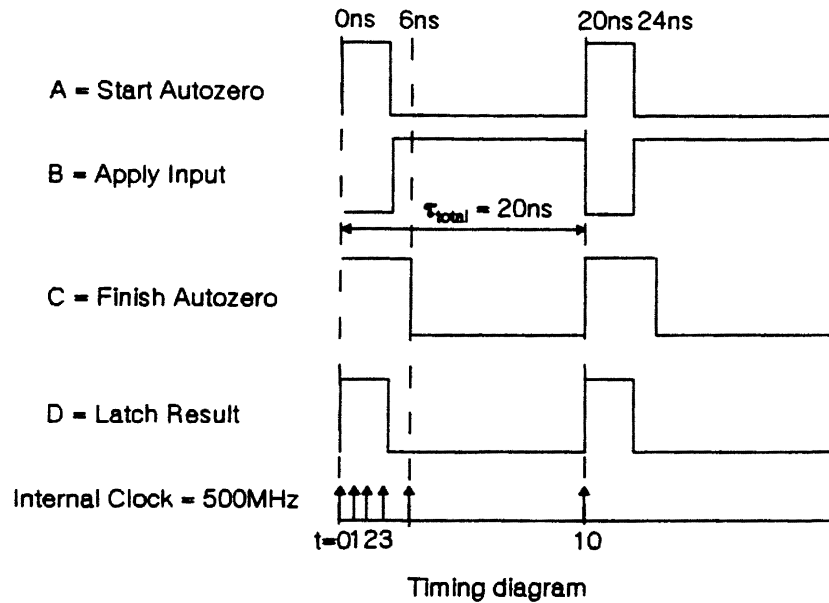 0ns 6ns 20ns 24ns
A = Start Autozero
B = Apply Input
τtotal = 20ns
C = Finish Autozero
D = Latch Result
Internal Clock = 500MHz
t=0123 10
Timing diagram